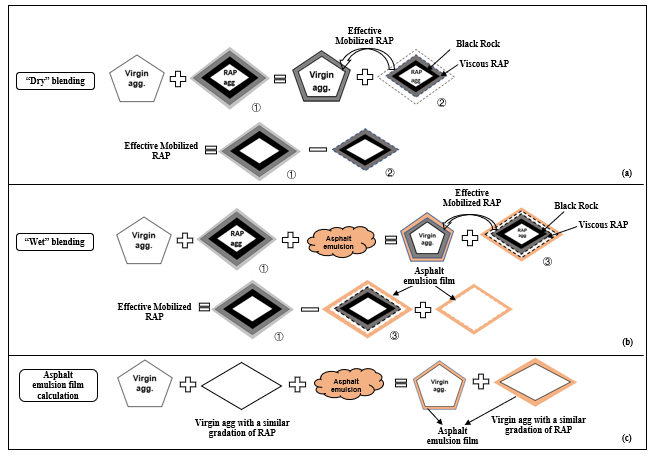 Effective
Mobilized RAP
Black Rock
Viscous RAP
“Dry” blending
Virgin
agg.
RAP
agg
①
Virgin
agg.
RAP
agg
②
Effective Mobilized
RAP
①
②
(a)
Effective
Mobilized RAP
Black Rock
Viscous RAP
“Wet” blending
Virgin
agg.
RAP
agg
①
Asphalt
emulsion
Virgin
agg.
RAP
agg
③
Asphalt
emulsion film
Effective Mobilized
RAP
①
③
(b)
Asphalt
emulsion film
calculation
Virgin
agg.
Asphalt
emulsion
Virgin
agg.
Virgin agg with a similar
gradation of RAP
Asphalt
emulsion film
Virgin agg with a similar
gradation of RAP
(c)